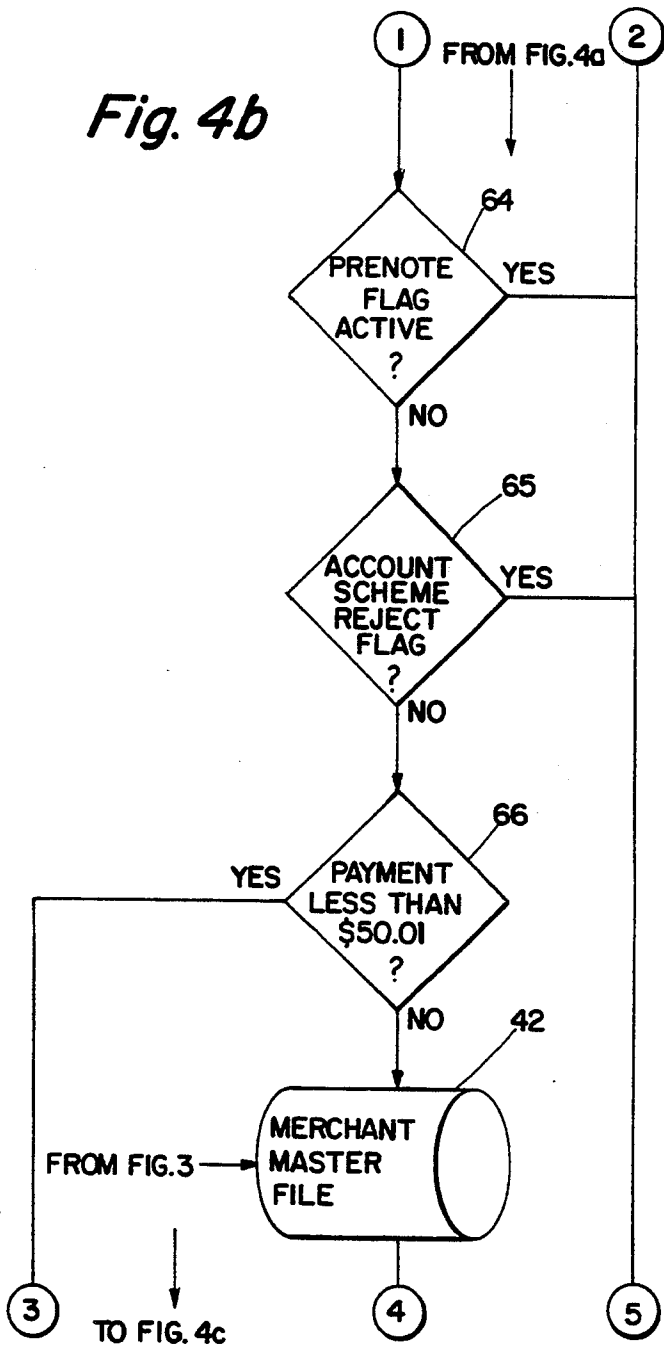 1
FROM FIG.4a
2
Fig. 4b
64
PRENOTE
FLAG
ACTIVE
?
YES
NO
65
ACCOUNT
SCHEME
REJECT
FLAG
?
YES
NO
66
YES
PAYMENT
LESS THAN
$50.01
?
NO
42
MERCHANT
MASTER
FILE
FROM FIG.3
3
TO FIG. 4c
4
5